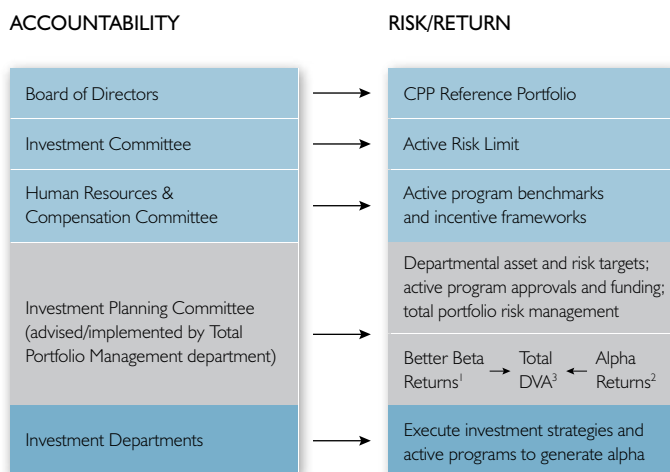 ACCOUNTABILITY
RISK/RETURN
Board of Directors
CPP Reference Portfolio
Investment Committee
Active Risk Limit
Human Resources &
Compensation Committee
Active program benchmarks
and incentive frameworks
Investment Planning Committee
(advised/implemented by Total
Portfolio Management department)
Departmental asset and risk targets;
active program approvals and funding;
total portfolio risk management
Better Beta
Returns¹
Total
DVA³
Alpha
Returns²
Investment Departments
Execute investment strategies and
active programs to generate alpha